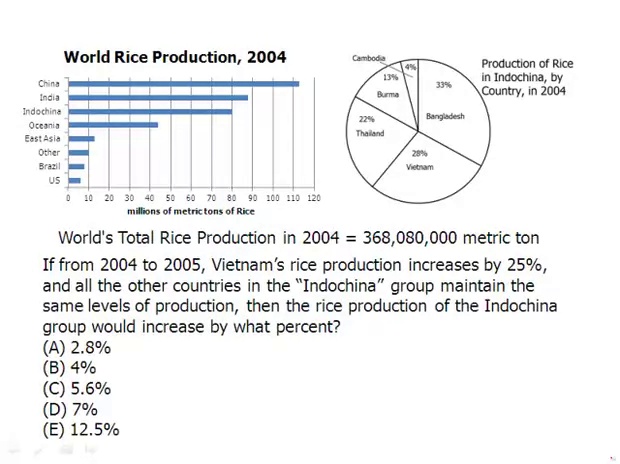 World Rice Production, 2004
China
India
Indochina
Oceania
East Asia
Other
Brazil
US
0 10 20 30 40 50 60 70 80 90 100 110 120
millions of metric tons of Rice
Cambodia
4%
13%
Burma
33%
Bangladesh
22%
Thailand
28%
Vietnam
Production of Rice
in Indochina, by
Country, in 2004
World's Total Rice Production in 2004 = 368,080,000 metric ton
If from 2004 to 2005, Vietnam's rice production increases by 25%,
and all the other countries in the “Indochina” group maintain the
same levels of production, then the rice production of the Indochina
group would increase by what percent?
(A) 2.8%
(B) 4%
(C) 5.6%
(D) 7%
(E) 12.5%